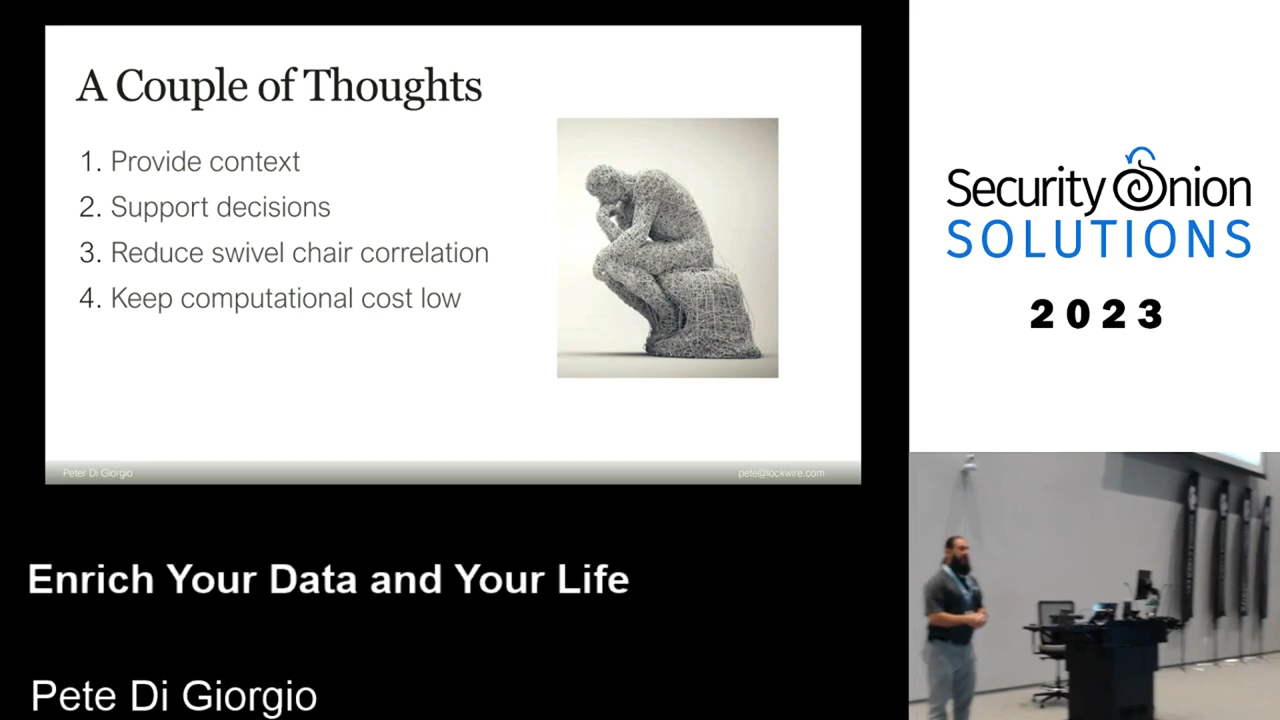 A Couple of Thoughts
1. Provide context
2. Support decisions
3. Reduce swivel chair correlation
4. Keep computational cost low
Peter Di Giorgio
pete@lockwire.com
Enrich Your Data and Your Life
Pete Di Giorgio
Security Onion
SOLUTIONS
2023